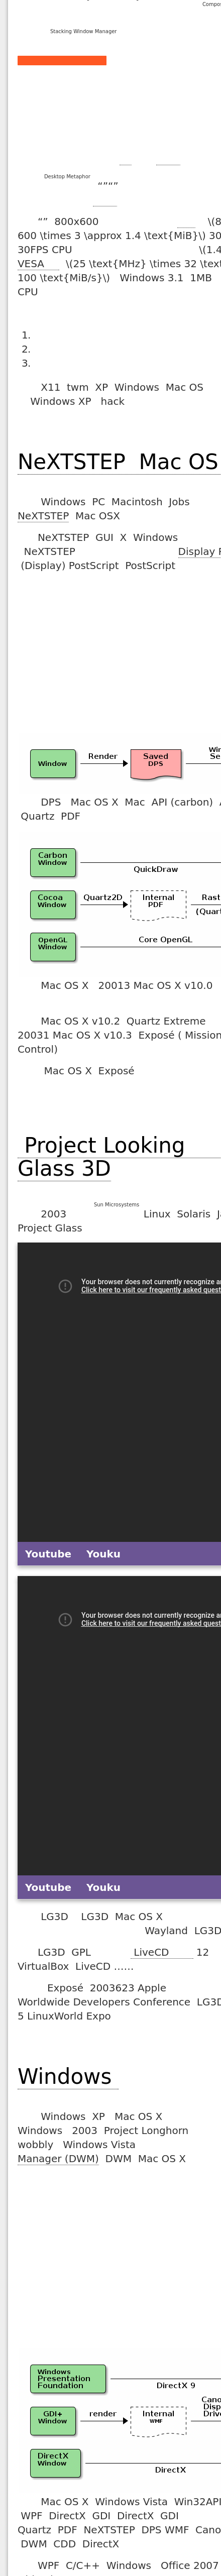 Compo
Stacking Window Manager
Desktop Metaphor
“”“”
“” 800x600 \(8
600 \times 3 \approx 1.4 \text{MiB}\) 30
30FPS CPU \(1.4
VESA \(25 \text{MHz} \times 32 \text
100 \text{MiB/s}\) Windows 3.1 1MB
CPU
1.
2.
3.
X11 twm XP Windows Mac OS
Windows XP hack
NeXTSTEP Mac OS
Windows PC Macintosh Jobs
NeXTSTEP Mac OSX
NeXTSTEP GUI X Windows
NeXTSTEP Display P
(Display) PostScript PostScript
Window
Render
Saved
DPS
Win
Se
DPS Mac OS X Mac API (carbon) A
Quartz PDF
Carbon
Window
QuickDraw
Cocoa
Window
Quartz2D
Internal
PDF
Rast
(Quart
OpenGL
Window
Core OpenGL
Mac OS X 20013 Mac OS X v10.0
Mac OS X v10.2 Quartz Extreme
20031 Mac OS X v10.3 Exposé ( Mission
Control)
Mac OS X Exposé
Project Looking
Glass 3D
Sun Microsystems
2003 Linux Solaris Ja
Project Glass
Your browser does not currently recognize a
Click here to visit our frequently asked quest
Youtube Youku
Your browser does not currently recognize a
Click here to visit our frequently asked quest
Youtube Youku
LG3D LG3D Mac OS X
Wayland LG3D
LG3D GPL LiveCD 12
VirtualBox LiveCD ……
Exposé 2003623 Apple
Worldwide Developers Conference LG3D
5 LinuxWorld Expo
Windows
Windows XP Mac OS X
Windows 2003 Project Longhorn
wobbly Windows Vista
Manager (DWM) DWM Mac OS X
Windows
Presentation
Foundation
DirectX 9
GDI+
Window
render
Internal
WMF
Cano
Disp
Drive
DirectX
Window
DirectX
Mac OS X Windows Vista Win32API
WPF DirectX GDI DirectX GDI
Quartz PDF NeXTSTEP DPS WMF Cano
DWM CDD DirectX
WPF C/C++ Windows Office 2007